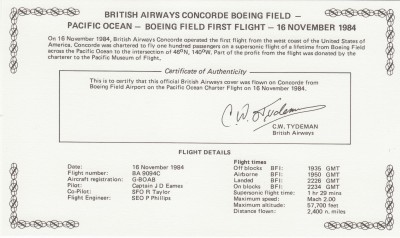 BRITISH AIRWAYS CONCORDE BOEING FIELD –
PACIFIC OCEAN – BOEING FIELD FIRST FLIGHT – 16 NOVEMBER 1984
On 16 November 1984, British Airways Concorde operated the first flight from the west coast of the United States of
America. Concorde was chartered to fly one hundred passengers on a supersonic flight of a lifetime from Boeing Field
across the Pacific Ocean to the intersection of 48ºN, 140ºW. Part of the profit from the flight was donated by the
charterer to the Pacific Museum of Flight.
Certificate of Authenticity
This is to certify that this official British Airways cover was flown on Concorde from
Boeing Field Airport on the Pacific Ocean Charter Flight on 16 November 1984.
C.W. Tydeman
C.W. TYDEMAN
British Airways
FLIGHT DETAILS
Date: 16 November 1984
Flight number: BA 9094C
Aircraft registration: G-BOAB
Pilot: Captain J D Eames
Co-Pilot: SFO R Taylor
Flight Engineer: SEO P Phillips
Flight times
Off blocks BFI: 1935 GMT
Airborne BFI: 1950 GMT
Landed BFI: 2226 GMT
On blocks BFI: 2234 GMT
Supersonic flight time: 1 hr 29 mins
Maximum speed: Mach 2.00
Maximum altitude: 57,700 feet
Distance flown: 2,400 n. miles